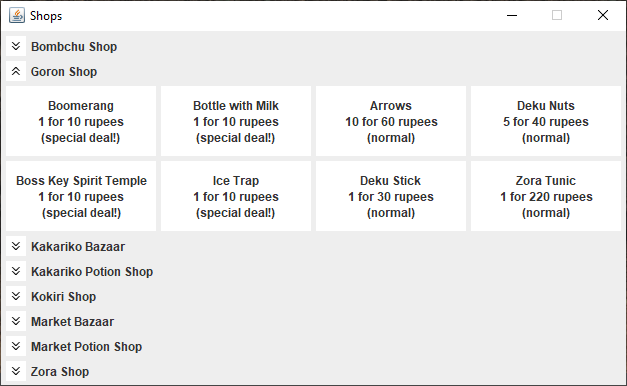 Shops
Bombchu Shop
Goron Shop
Boomerang
1 for 10 rupees
(special deal!)
Bottle with Milk
1 for 10 rupees
(special deal!)
Arrows
10 for 60 rupees
(normal)
Deku Nuts
5 for 40 rupees
(normal)
Boss Key Spirit Temple
1 for 10 rupees
(special deal!)
Ice Trap
1 for 10 rupees
(special deal!)
Deku Stick
1 for 30 rupees
(normal)
Zora Tunic
1 for 220 rupees
(normal)
Kakariko Bazaar
Kakariko Potion Shop
Kokiri Shop
Market Bazaar
Market Potion Shop
Zora Shop